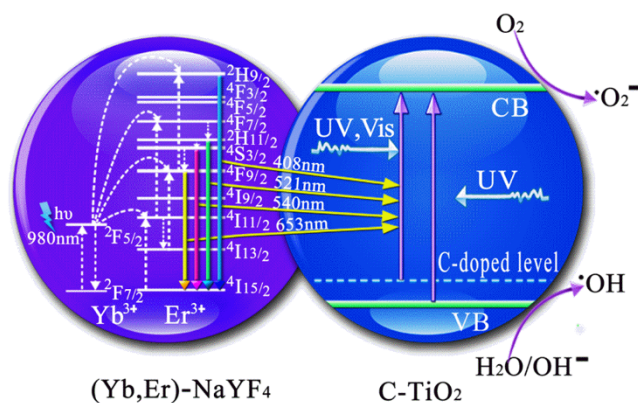 O₂
·O₂⁻
²H9/2
⁴F3/2
⁴F5/2
⁴F7/2
²H11/2
⁴S3/2
⁴F9/2
⁴I9/2
⁴I11/2
⁴I13/2
⁴I15/2
408nm
521nm
540nm
653nm
hυ
980nm
²F5/2
²F7/2
Yb³⁺
Er³⁺
CB
UV,Vis
UV
C-doped level
VB
·OH
H₂O/OH⁻
(Yb,Er)-NaYF₄
C-TiO₂